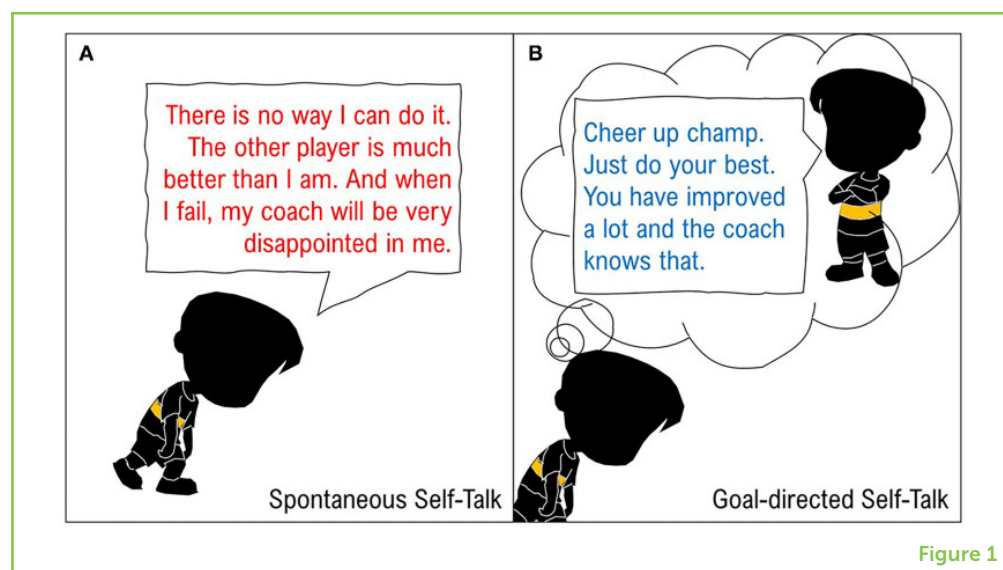 A
There is no way I can do it.
The other player is much
better than I am. And when
I fail, my coach will be very
disappointed in me.
Spontaneous Self-Talk
B
Cheer up champ.
Just do your best.
You have improved
a lot and the coach
knows that.
Goal-directed Self-Talk
Figure 1